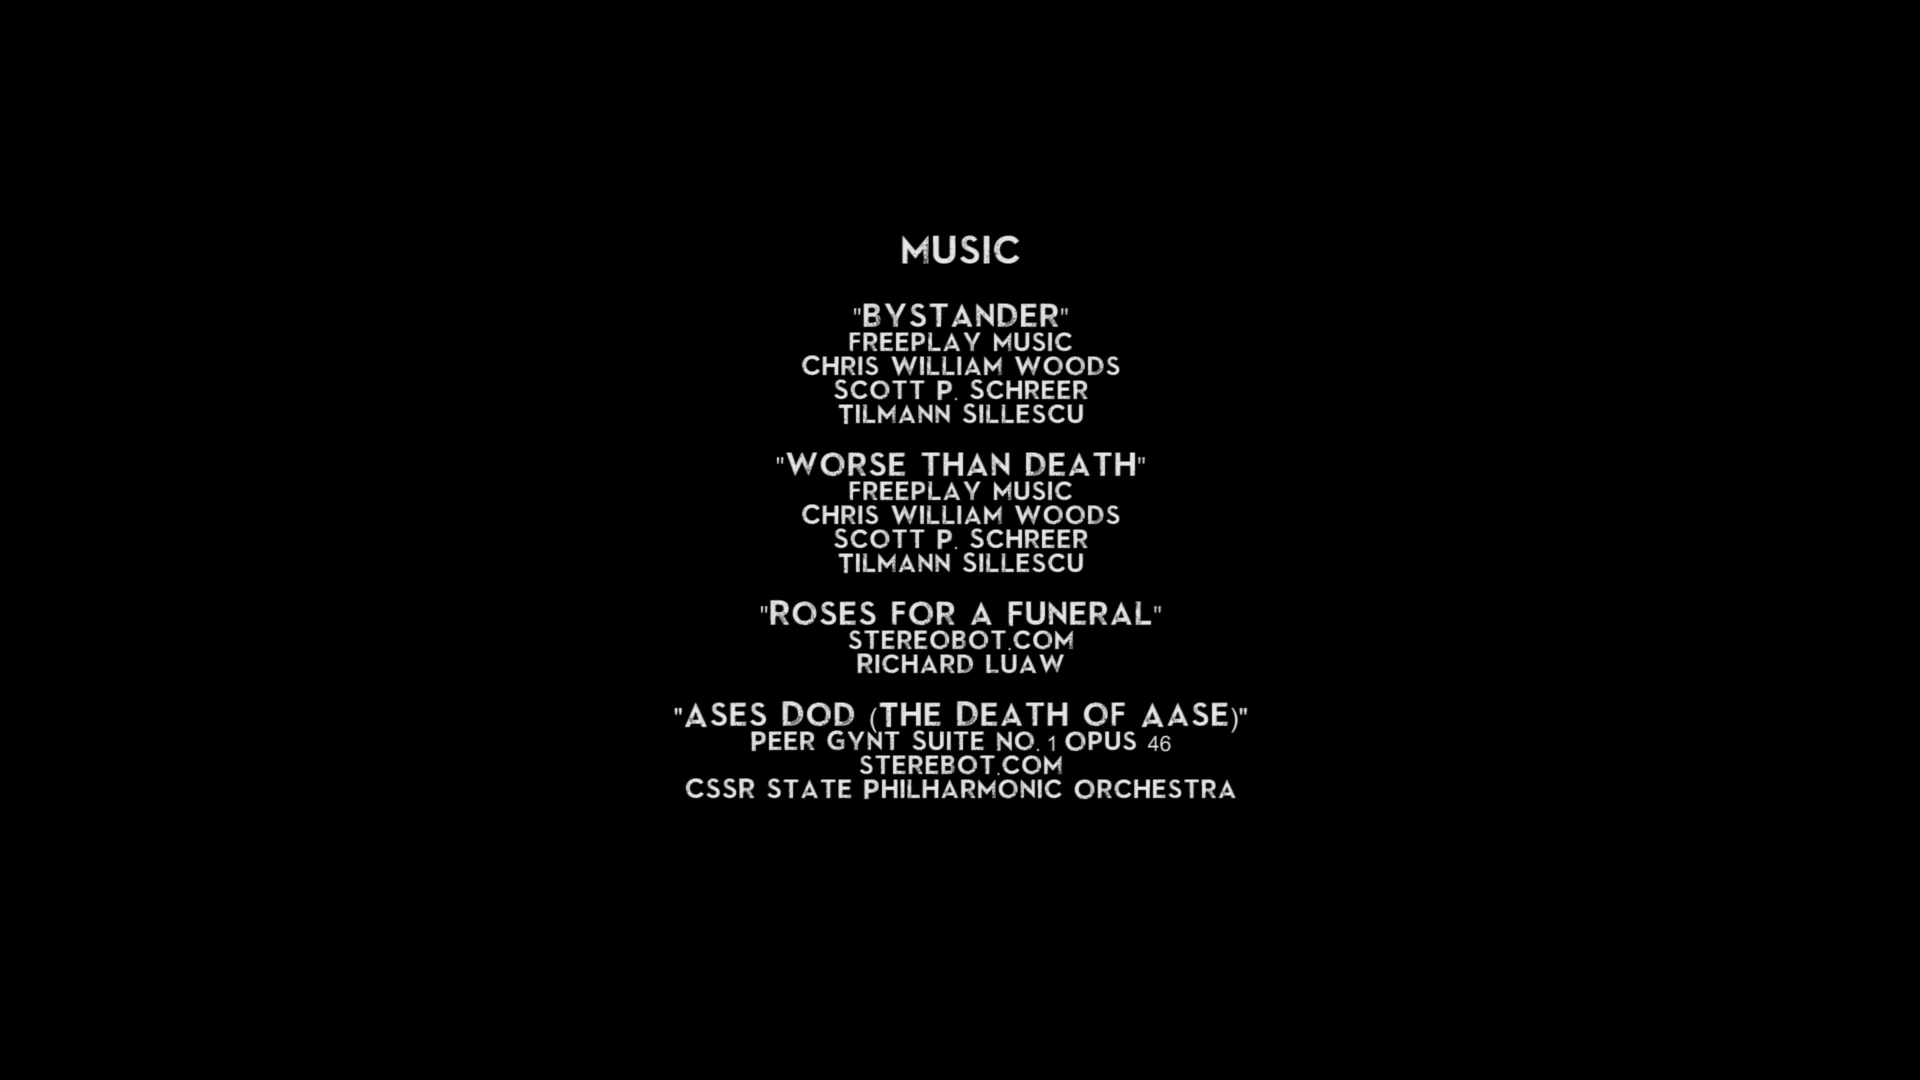 MUSIC
"BYSTANDER"
FREEPLAY MUSIC
CHRIS WILLIAM WOODS
SCOTT P. SCHREER
TILMANN SILLESCU
"WORSE THAN DEATH"
FREEPLAY MUSIC
CHRIS WILLIAM WOODS
SCOTT P. SCHREER
TILMANN SILLESCU
"ROSES FOR A FUNERAL"
STEREOBOT.COM
RICHARD LUAW
"ASES DOD (THE DEATH OF AASE)"
PEER GYNT SUITE NO. 1 OPUS 46
STEREBOT.COM
CSSR STATE PHILHARMONIC ORCHESTRA